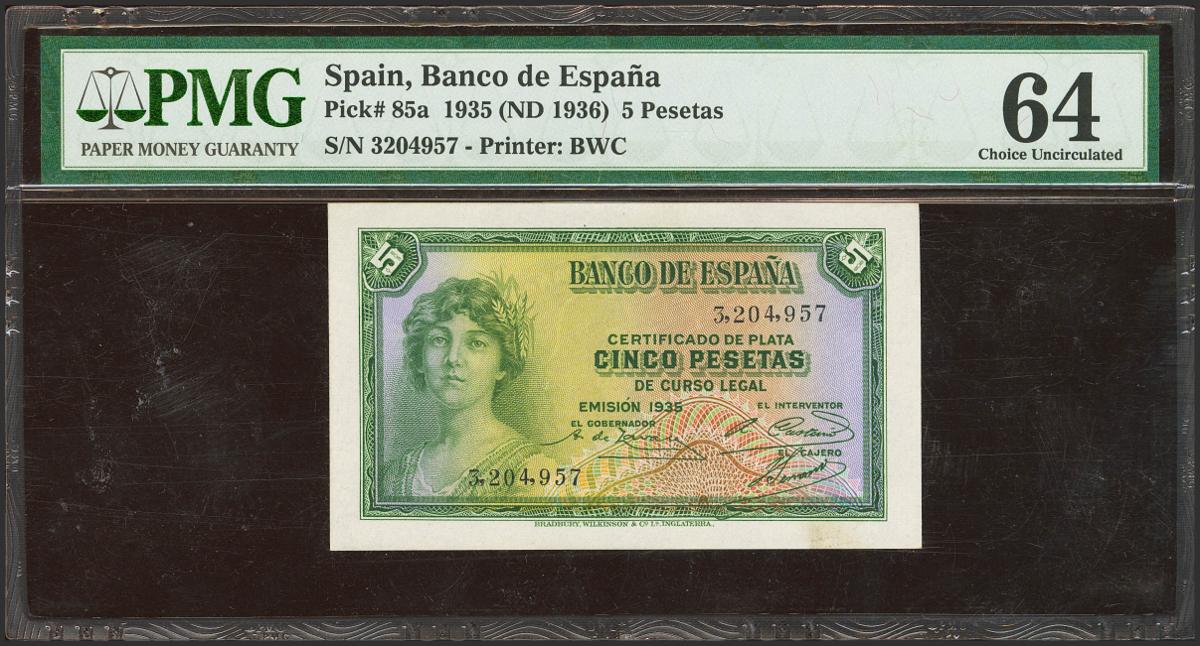 PMG
PAPER MONEY GUARANTY
Spain, Banco de España
Pick# 85a 1935 (ND 1936) 5 Pesetas
S/N 3204957 - Printer: BWC
64
Choice Uncirculated
5
5
BANCO DE ESPAÑA
3,204,957
CERTIFICADO DE PLATA
CINCO PESETAS
DE CURSO LEGAL
EMISIÓN 1935
EL INTERVENTOR
EL GOBERNADOR
EL CAJERO
3,204,957
BRADBURY, WILKINSON & Cº Lᵈ. INGLATERRA.
PMG